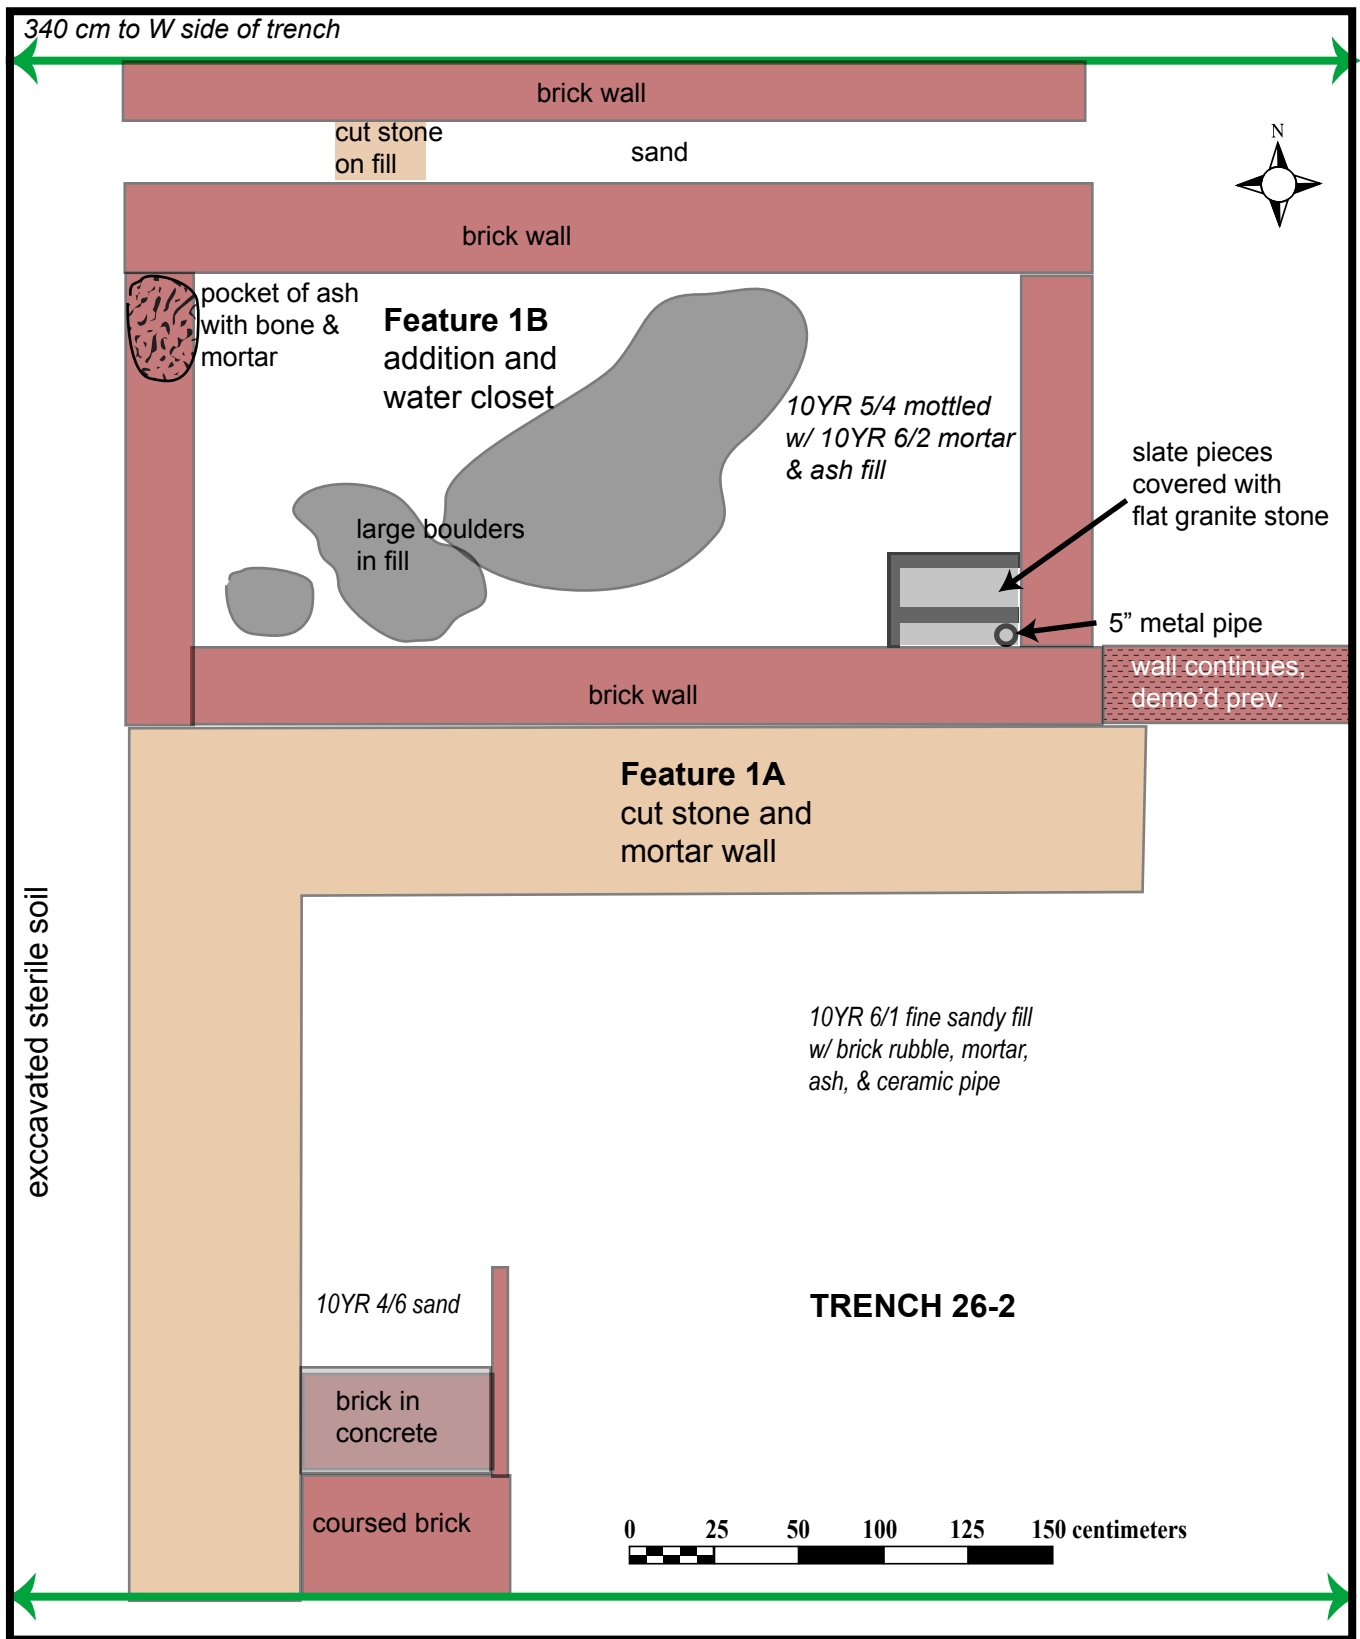 340 cm to W side of trench
brick wall
cut stone
on fill
sand
N
brick wall
pocket of ash
with bone &
mortar
Feature 1B
addition and
water closet
10YR 5/4 mottled
w/ 10YR 6/2 mortar
& ash fill
slate pieces
covered with
flat granite stone
large boulders
in fill
5” metal pipe
wall continues,
demo’d prev.
brick wall
Feature 1A
cut stone and
mortar wall
exccavated sterile soil
10YR 6/1 fine sandy fill
w/ brick rubble, mortar,
ash, & ceramic pipe
10YR 4/6 sand
TRENCH 26-2
brick in
concrete
coursed brick
0 25 50 100 125 150 centimeters